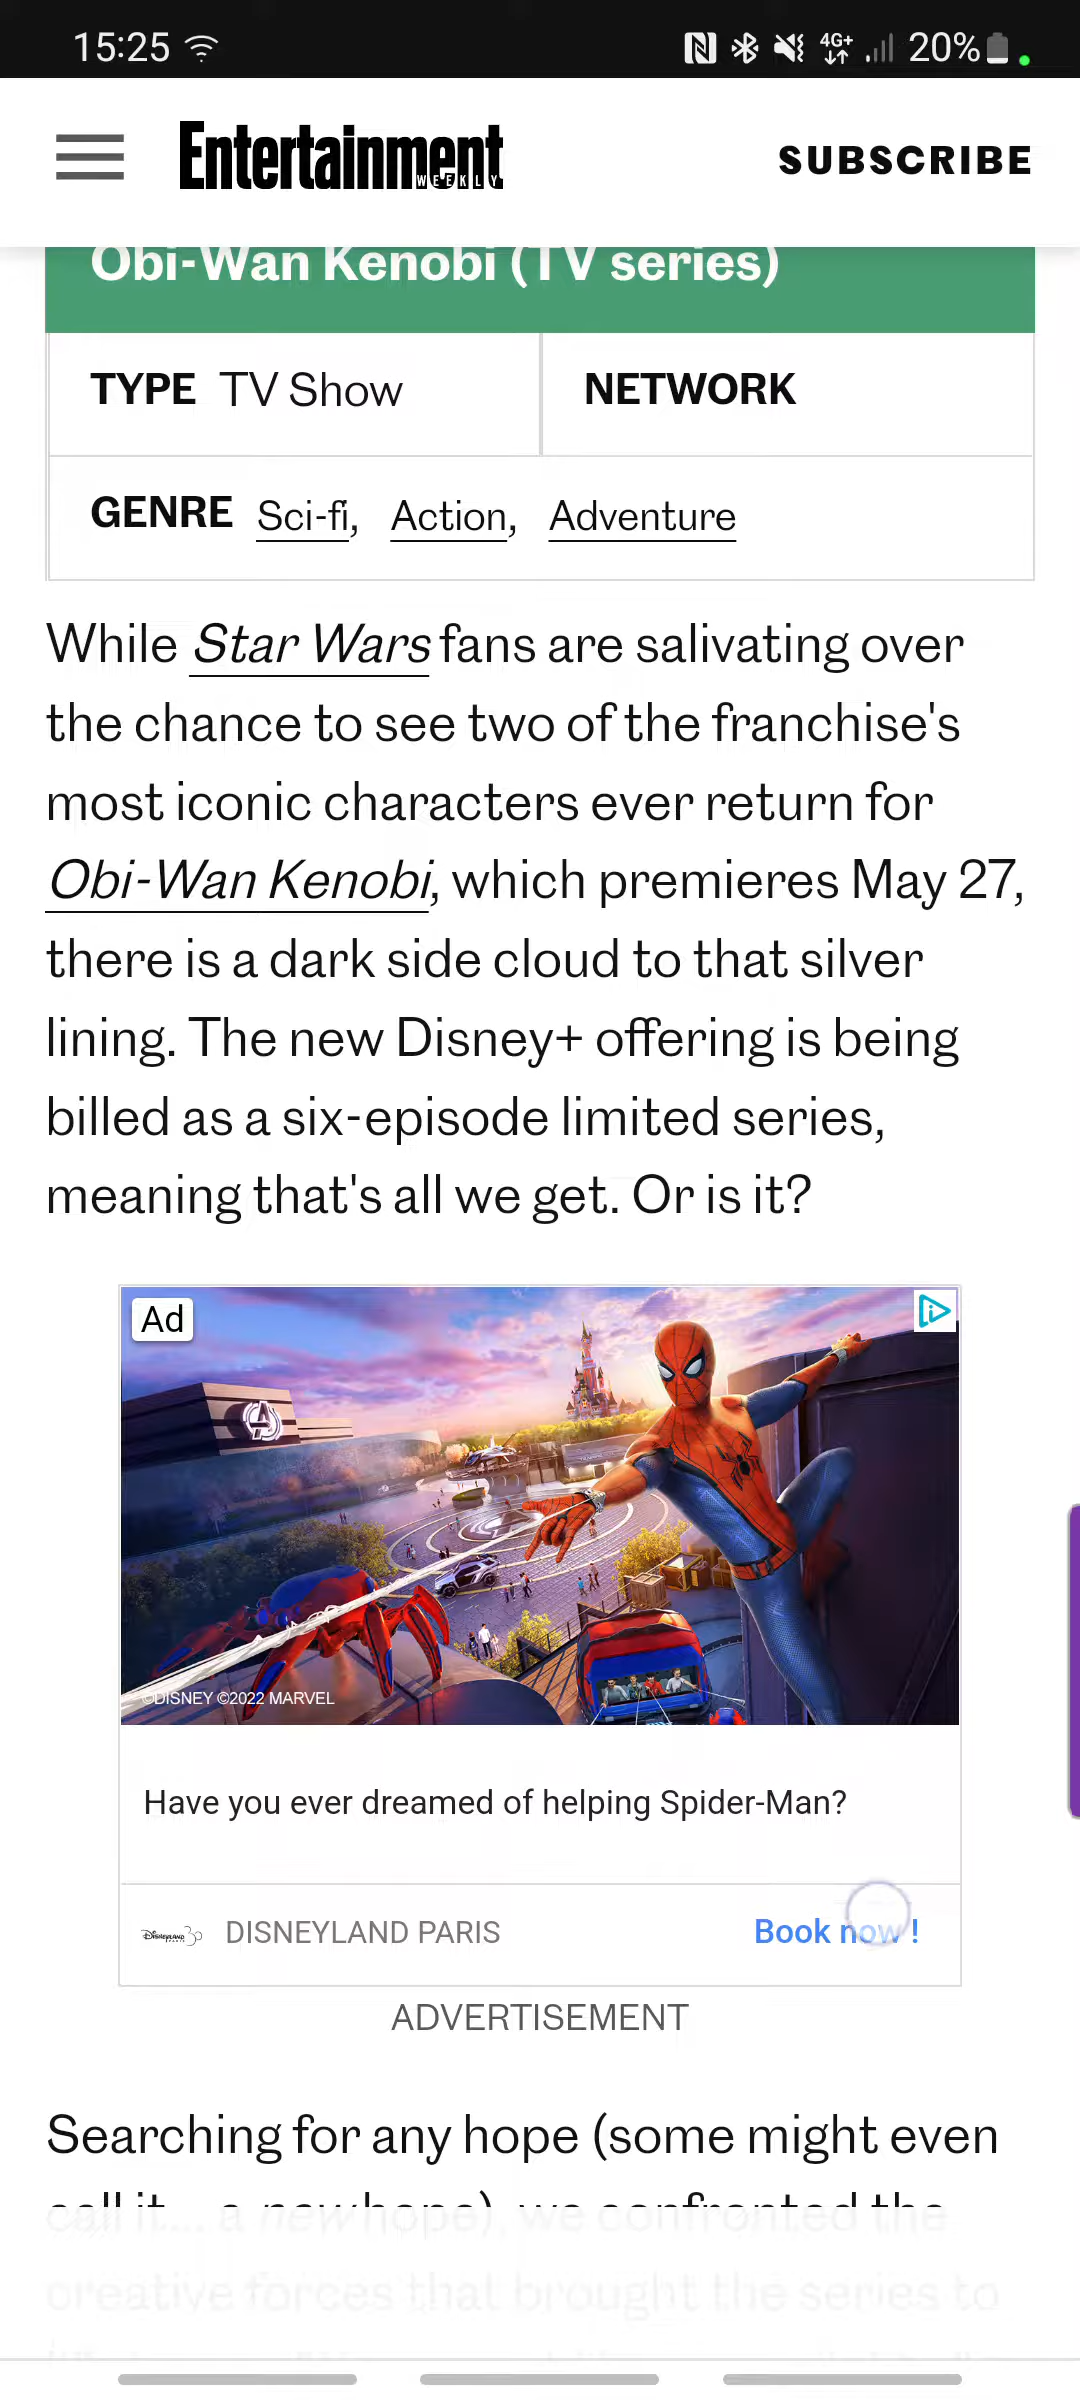 15:25
4G+ 20%
Entertainment
WEEKLY
SUBSCRIBE
Obi-Wan Kenobi (TV series)
TYPE TV Show
NETWORK
GENRE Sci-fi, Action, Adventure
While Star Wars fans are salivating over
the chance to see two of the franchise's
most iconic characters ever return for
Obi-Wan Kenobi, which premieres May 27,
there is a dark side cloud to that silver
lining. The new Disney+ offering is being
billed as a six-episode limited series,
meaning that's all we get. Or is it?
Ad
©DISNEY ©2022 MARVEL
Have you ever dreamed of helping Spider-Man?
DISNEYLAND PARIS
Book now !
ADVERTISEMENT
Searching for any hope (some might even
call it... a new hope), we confronted the
creative forces that brought the series to